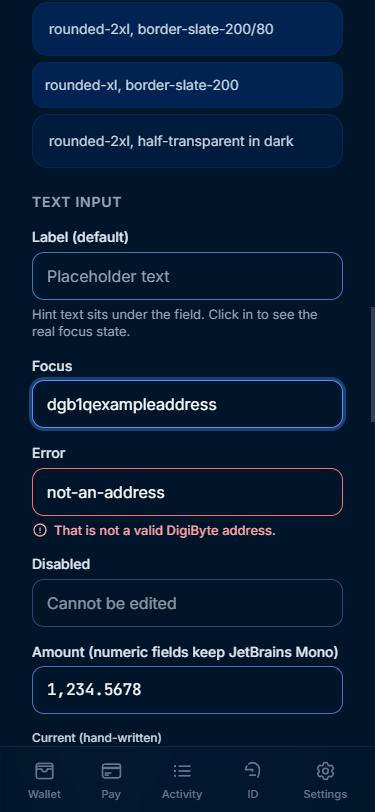 rounded-2xl, border-slate-200/80
rounded-xl, border-slate-200
rounded-2xl, half-transparent in dark
TEXT INPUT
Label (default)
Placeholder text
Hint text sits under the field. Click in to see the
real focus state.
Focus
dgb1qexampleaddress
Error
not-an-address
That is not a valid DigiByte address.
Disabled
Cannot be edited
Amount (numeric fields keep JetBrains Mono)
1,234.5678
Current (hand-written)
Wallet
Pay
Activity
ID
Settings